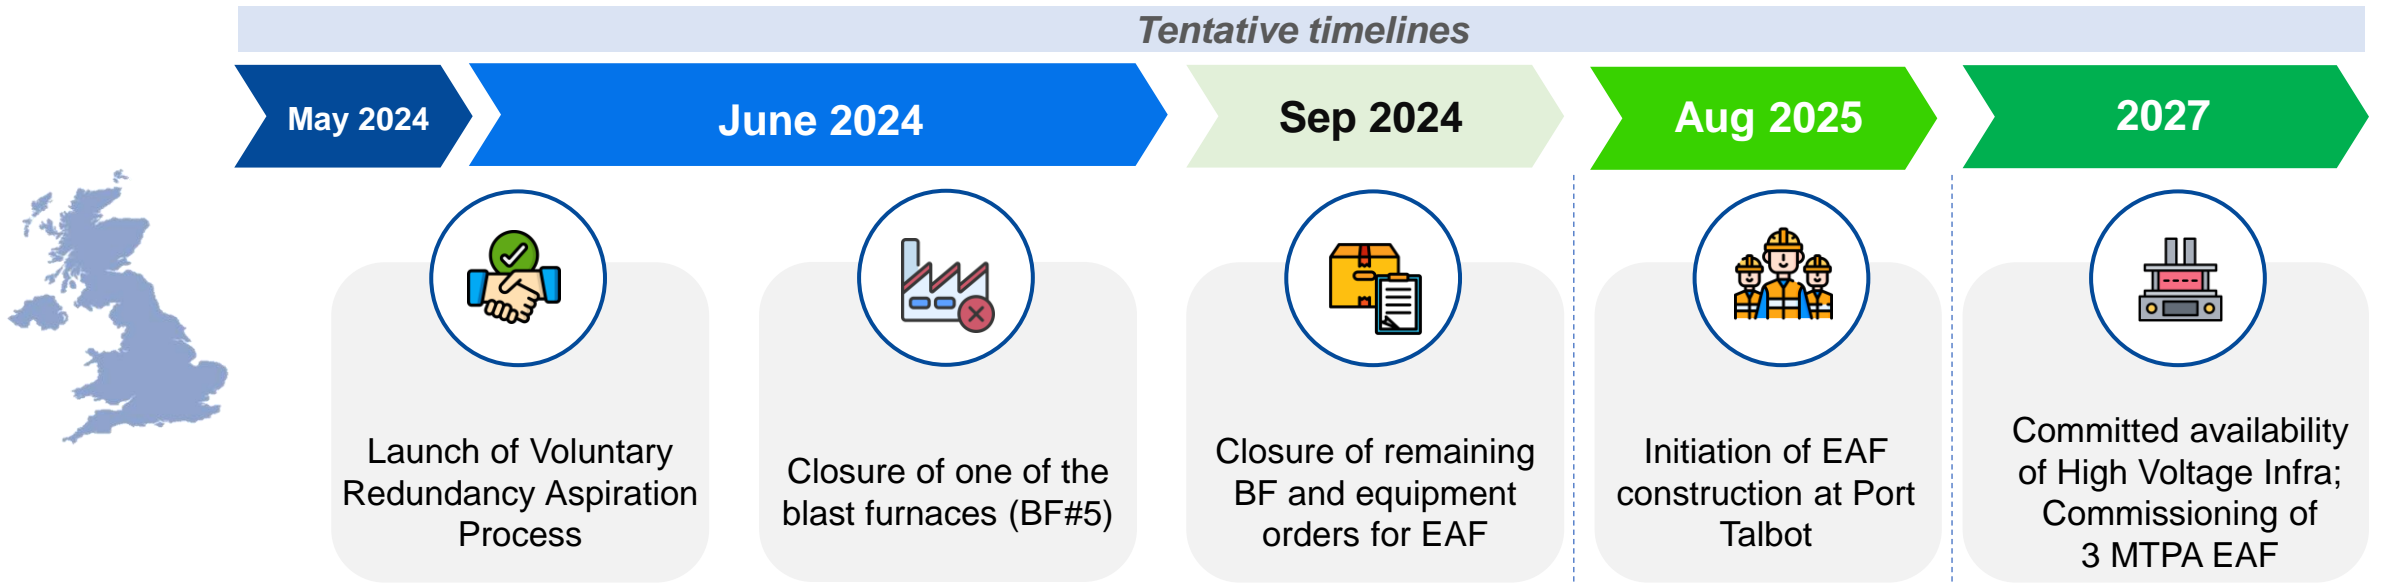 Tentative timelines
May 2024
June 2024
Sep 2024
Aug 2025
2027
Launch of Voluntary
Redundancy Aspiration
Process
Closure of one of the
blast furnaces (BF#5)
Closure of remaining
BF and equipment
orders for EAF
Initiation of EAF
construction at Port
Talbot
Committed availability
of High Voltage Infra;
Commissioning of
3 MTPA EAF